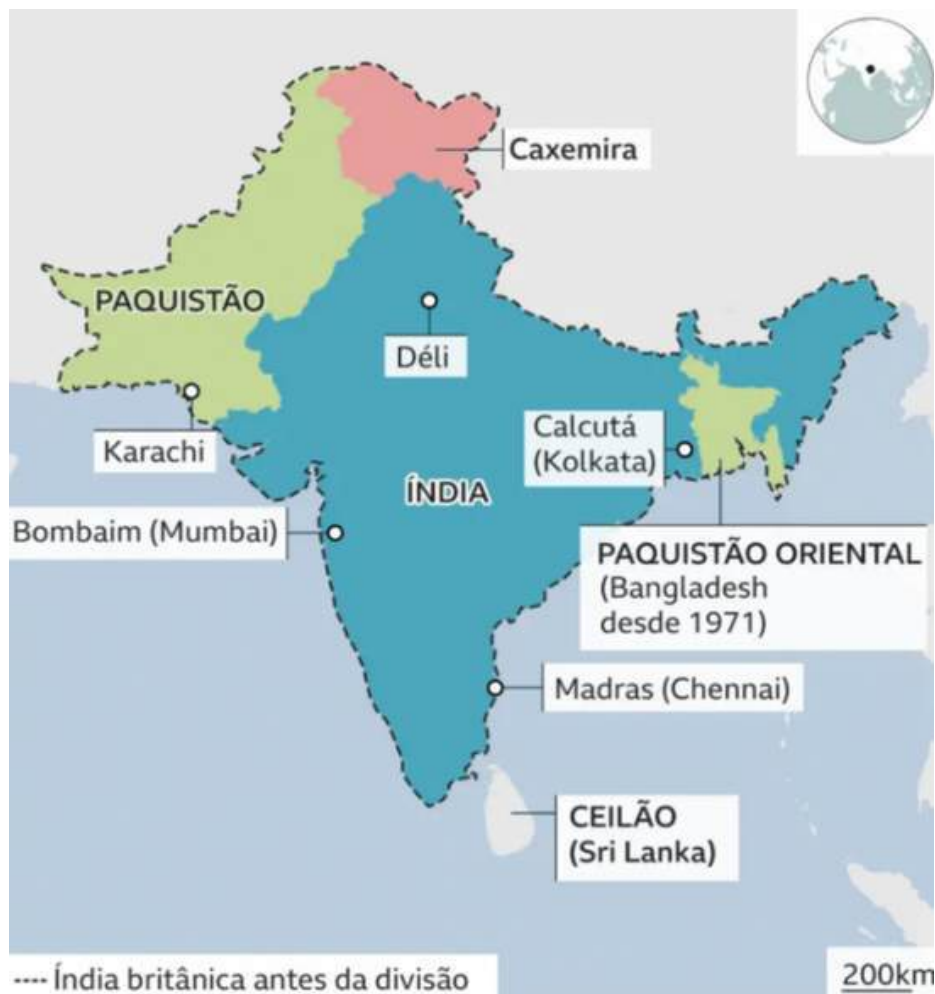 Caxemira
PAQUISTÃO
Déli
Karachi
Calcutá
(Kolkata)
ÍNDIA
Bombaim (Mumbai)
PAQUISTÃO ORIENTAL
(Bangladesh
desde 1971)
Madras (Chennai)
CEILÃO
(Sri Lanka)
---- Índia britânica antes da divisão
200km